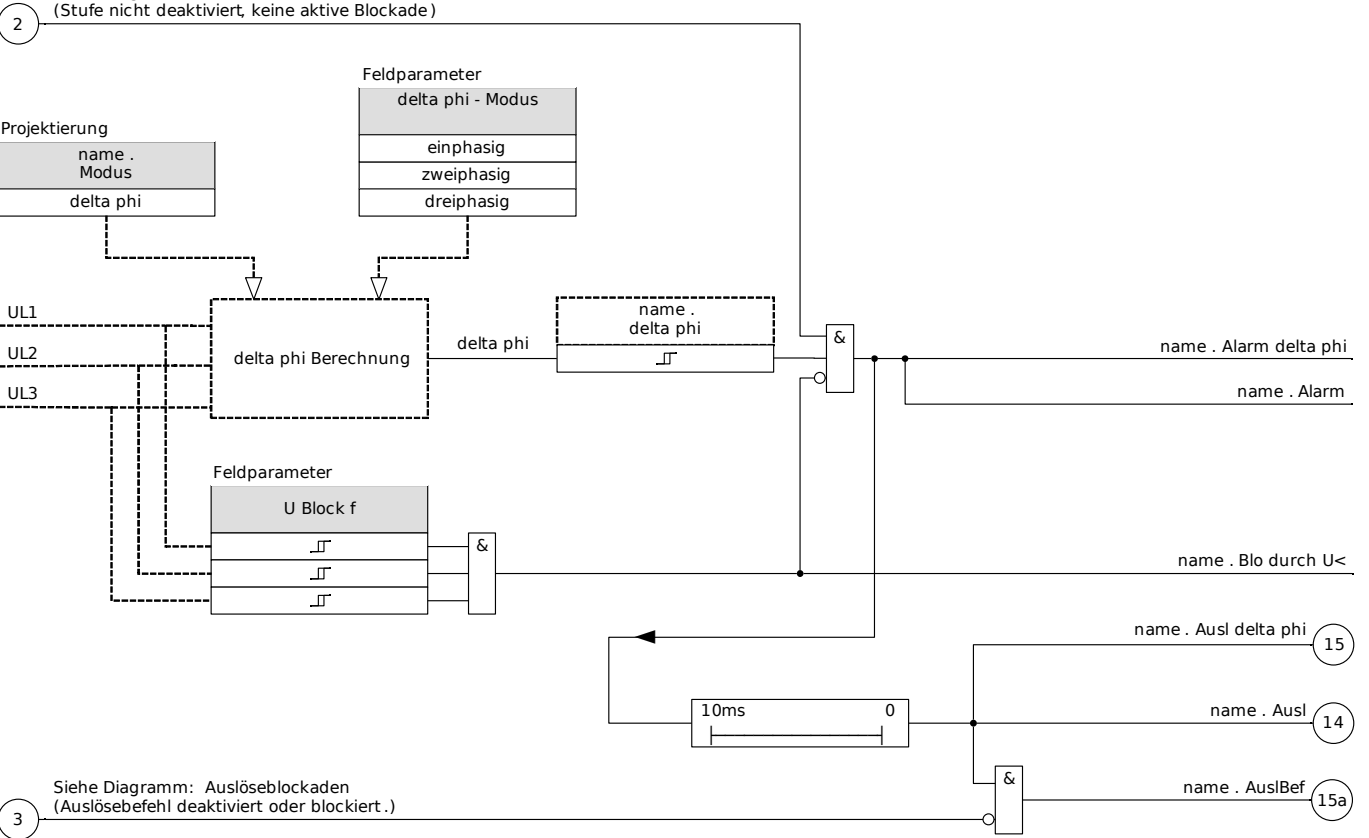 (Stufe nicht deaktiviert, keine aktive Blockade)
2
Feldparameter
delta phi - Modus
einphasig
zweiphasig
dreiphasig
Projektierung
name .
Modus
delta phi
UL1
UL2
UL3
delta phi Berechnung
delta phi
name .
delta phi
&
name . Alarm delta phi
name . Alarm
Feldparameter
U Block f
&
name . Blo durch U<
name . Ausl delta phi
15
10ms 0
name . Ausl
14
&
name . AuslBef
15a
Siehe Diagramm: Auslöseblockaden
(Auslösebefehl deaktiviert oder blockiert.)
3